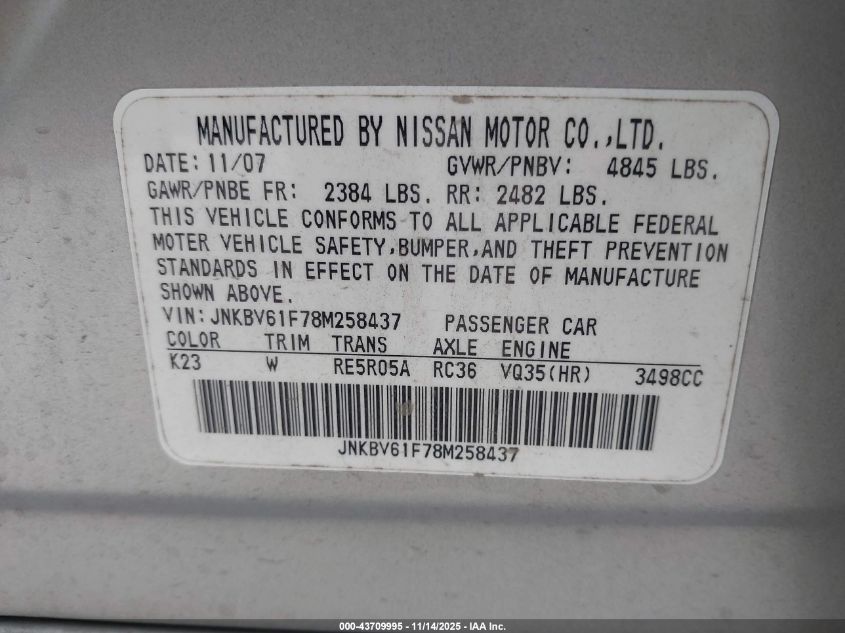 MANUFACTURED BY NISSAN MOTOR CO.,LTD.
DATE: 11/07 GVWR/PNBV: 4845 LBS.
GAWR/PNBE FR: 2384 LBS. RR: 2482 LBS.
THIS VEHICLE CONFORMS TO ALL APPLICABLE FEDERAL
MOTER VEHICLE SAFETY,BUMPER,AND THEFT PREVENTION
STANDARDS IN EFFECT ON THE DATE OF MANUFACTURE
SHOWN ABOVE.
VIN: JNKBV61F78M258437 PASSENGER CAR
COLOR TRIM TRANS AXLE ENGINE
K23 W RE5R05A RC36 VQ35(HR) 3498CC
JNKBV61F78M258437
000-43709995 - 11/14/2025 - IAA Inc.